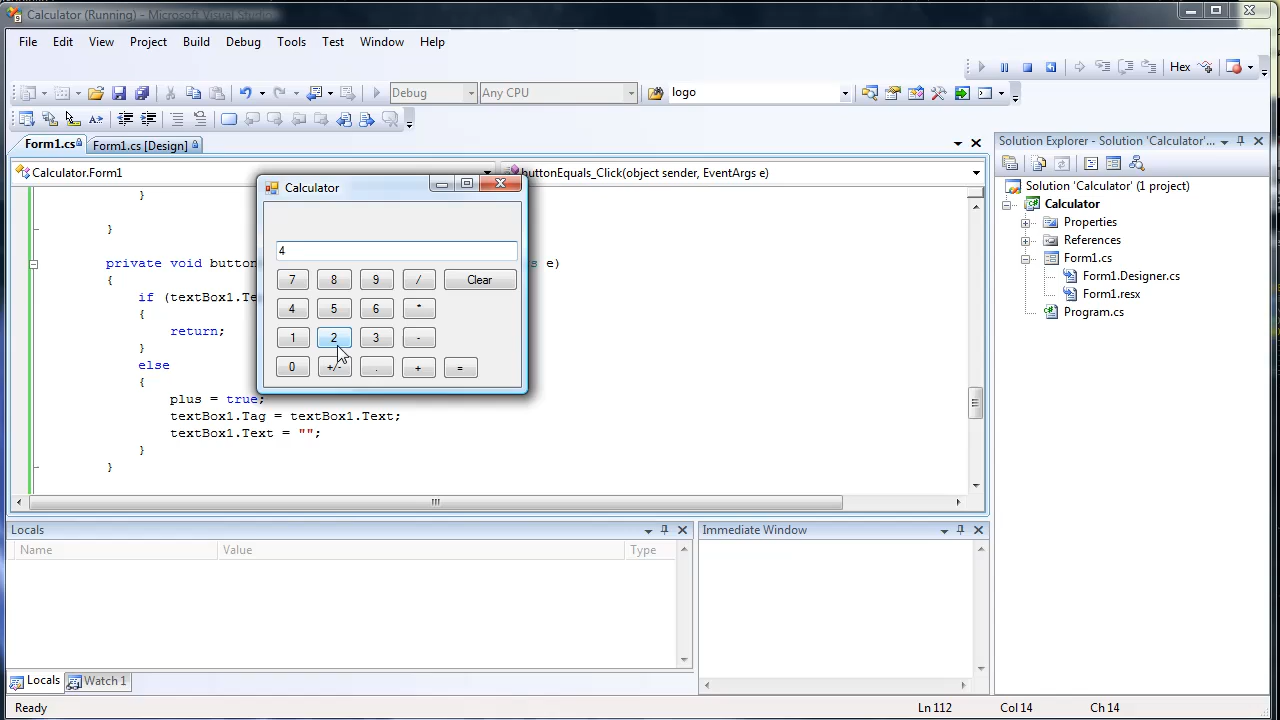 Calculator (Running) - Microsoft Visual Studio
File Edit View Project Build Debug Tools Test Window Help
Hex
Debug Any CPU logo
Form1.cs Form1.cs [Design]
Calculator.Form1 buttonEquals_Click(object sender, EventArgs e)
}
}
private void button s e)
{
if (textBox1.Te
{
return;
}
else
{
plus = true;
textBox1.Tag = textBox1.Text;
textBox1.Text = "";
}
}
Calculator
4
7 8 9 / Clear
4 5 6 *
1 2 3 -
0 +/- . + =
Solution Explorer - Solution 'Calculator'...
Solution 'Calculator' (1 project)
Calculator
Properties
References
Form1.cs
Form1.Designer.cs
Form1.resx
Program.cs
Locals
Name Value Type
Immediate Window
Locals Watch 1
Ready Ln 112 Col 14 Ch 14